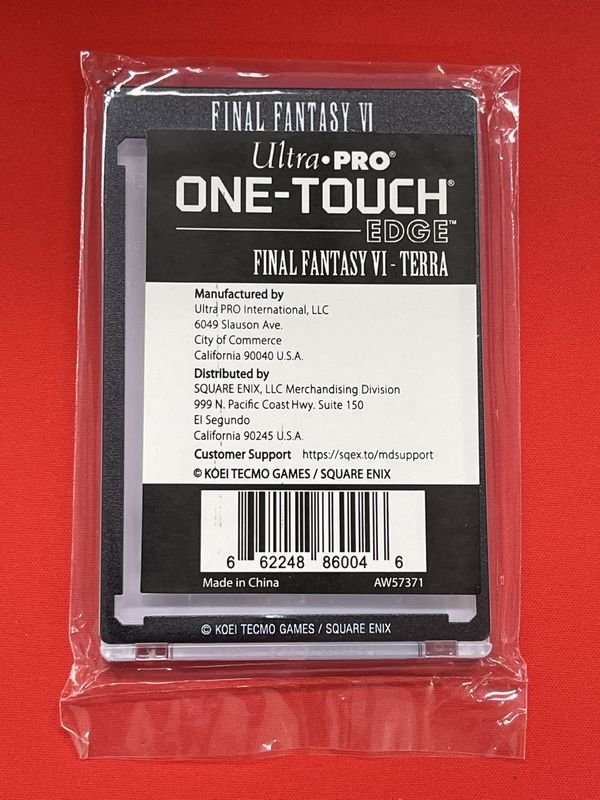 FINAL FANTASY VI
Ultra•PRO®
ONE-TOUCH®
EDGE™
FINAL FANTASY VI - TERRA
Manufactured by
Ultra PRO International, LLC
6049 Slauson Ave.
City of Commerce
California 90040 U.S.A.
Distributed by
SQUARE ENIX, LLC Merchandising Division
999 N. Pacific Coast Hwy. Suite 150
El Segundo
California 90245 U.S.A.
Customer Support https://sqex.to/mdsupport
© KOEI TECMO GAMES / SQUARE ENIX
6 62248 86004 6
Made in China AW57371
© KOEI TECMO GAMES / SQUARE ENIX